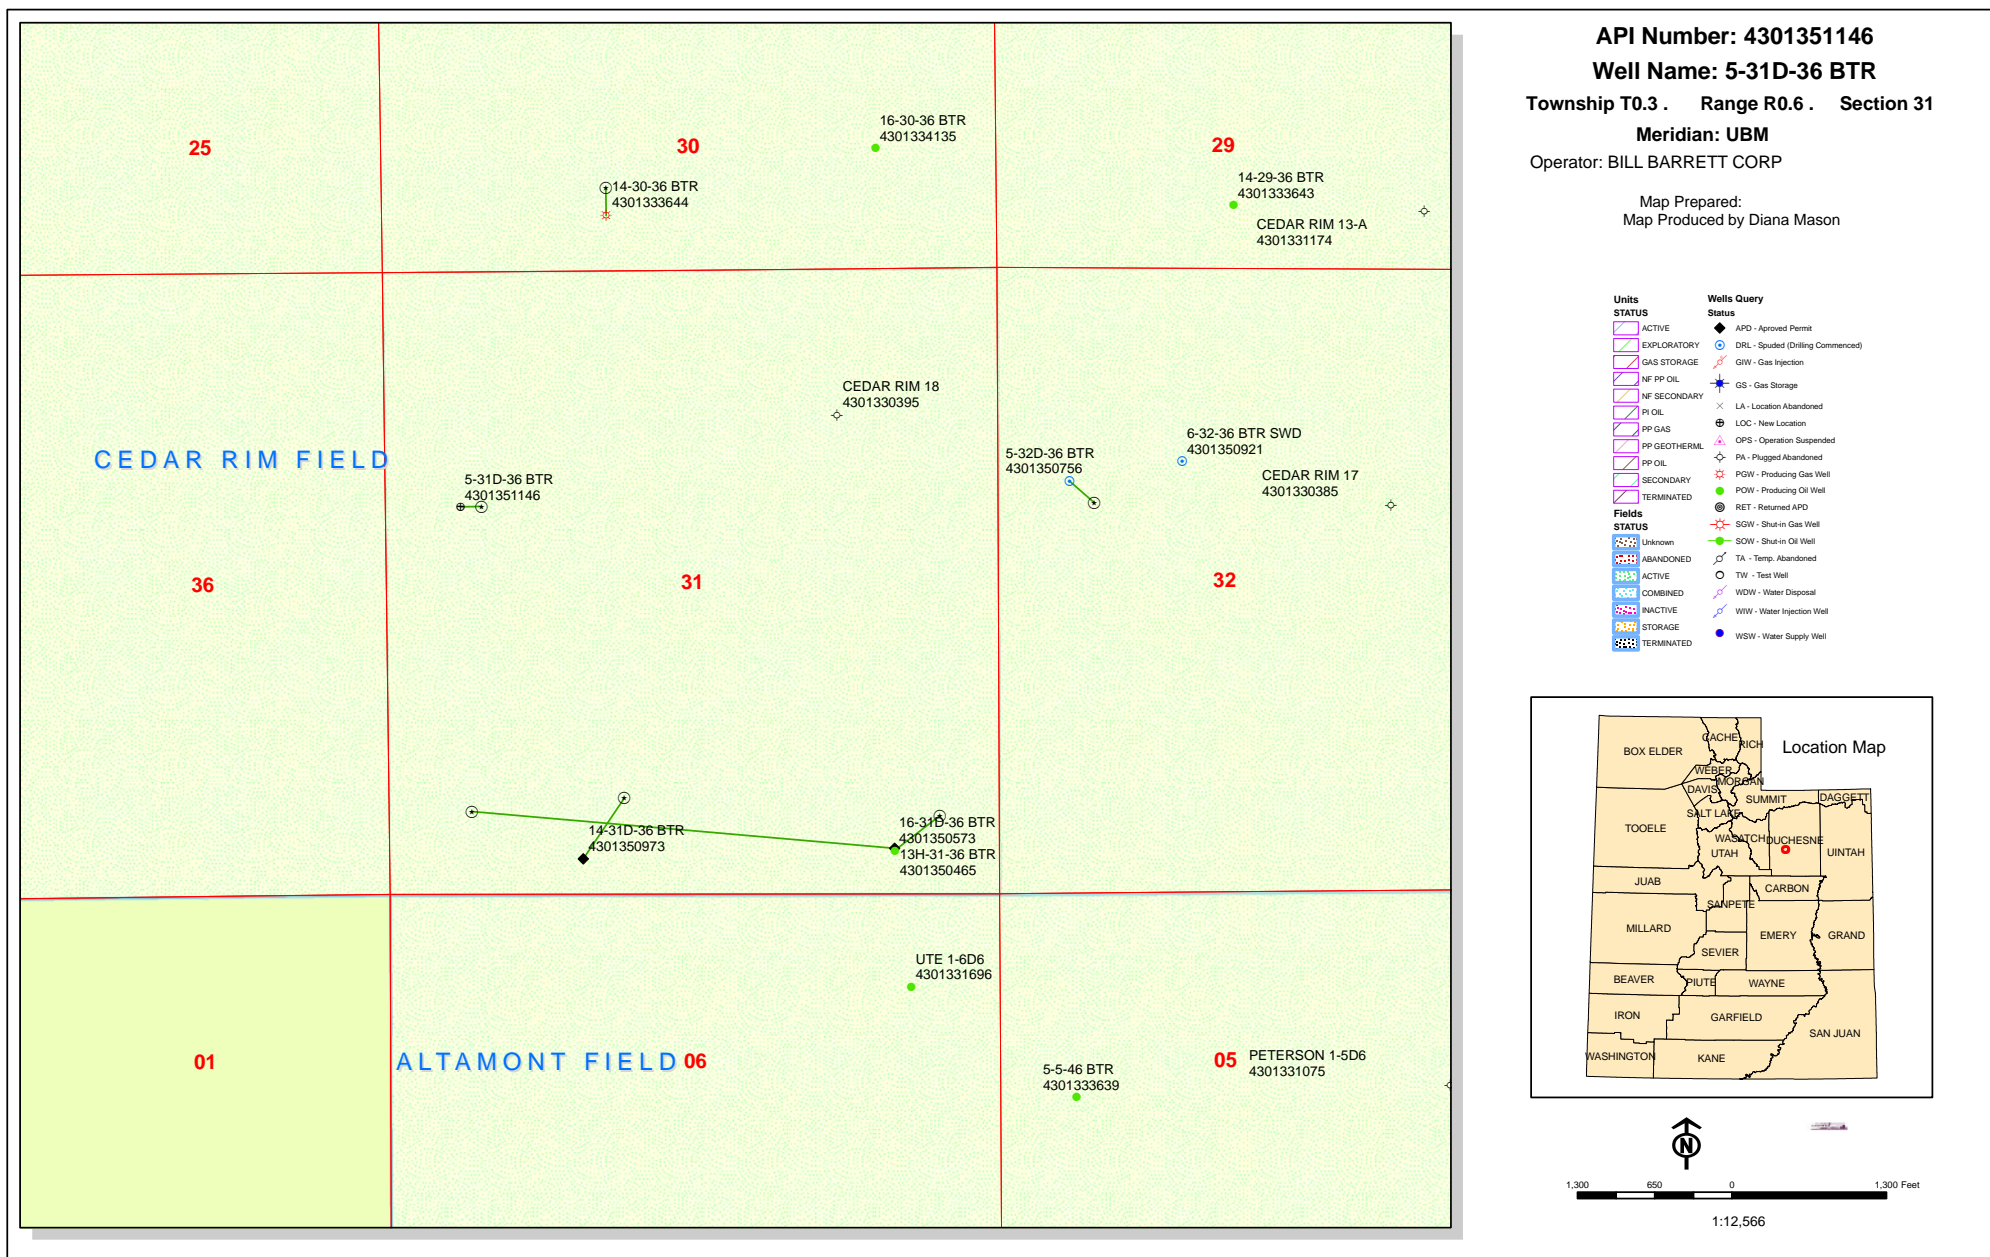 API Number: 4301351146
Well Name: 5-31D-36 BTR
Township T0.3 . Range R0.6 . Section 31
Meridian: UBM
Operator: BILL BARRETT CORP
Map Prepared:
Map Produced by Diana Mason
25
30
29
16-30-36 BTR
4301334135
14-30-36 BTR
4301333644
14-29-36 BTR
4301333643
CEDAR RIM 13-A
4301331174
CEDAR RIM 18
4301330395
CEDAR RIM FIELD
5-31D-36 BTR
4301351146
5-32D-36 BTR
4301350756
6-32-36 BTR SWD
4301350921
CEDAR RIM 17
4301330385
36
31
32
14-31D-36 BTR
4301350973
16-31D-36 BTR
4301350573
13H-31-36 BTR
4301350465
UTE 1-6D6
4301331696
01
ALTAMONT FIELD
06
05
PETERSON 1-5D6
4301331075
5-5-46 BTR
4301333639
Units
STATUS
ACTIVE
EXPLORATORY
GAS STORAGE
NF PP OIL
NF SECONDARY
PI OIL
PP GAS
PP GEOTHERML
PP OIL
SECONDARY
TERMINATED
Fields
STATUS
Unknown
ABANDONED
ACTIVE
COMBINED
INACTIVE
STORAGE
TERMINATED
Wells Query
Status
APD - Aproved Permit
DRL - Spuded (Drilling Commenced)
GIW - Gas Injection
GS - Gas Storage
LA - Location Abandoned
LOC - New Location
OPS - Operation Suspended
PA - Plugged Abandoned
PGW - Producing Gas Well
POW - Producing Oil Well
RET - Returned APD
SGW - Shut-in Gas Well
SOW - Shut-in Oil Well
TA - Temp. Abandoned
TW - Test Well
WDW - Water Disposal
WIW - Water Injection Well
WSW - Water Supply Well
Location Map
BOX ELDER
CACHE
RICH
WEBER
MORGAN
DAVIS
SUMMIT
DAGGETT
SALT LAKE
TOOELE
WASATCH
DUCHESNE
UTAH
UINTAH
JUAB
CARBON
SANPETE
MILLARD
EMERY
GRAND
SEVIER
BEAVER
PIUTE
WAYNE
IRON
GARFIELD
SAN JUAN
WASHINGTON
KANE
N
1,300 650 0 1,300 Feet
1:12,566